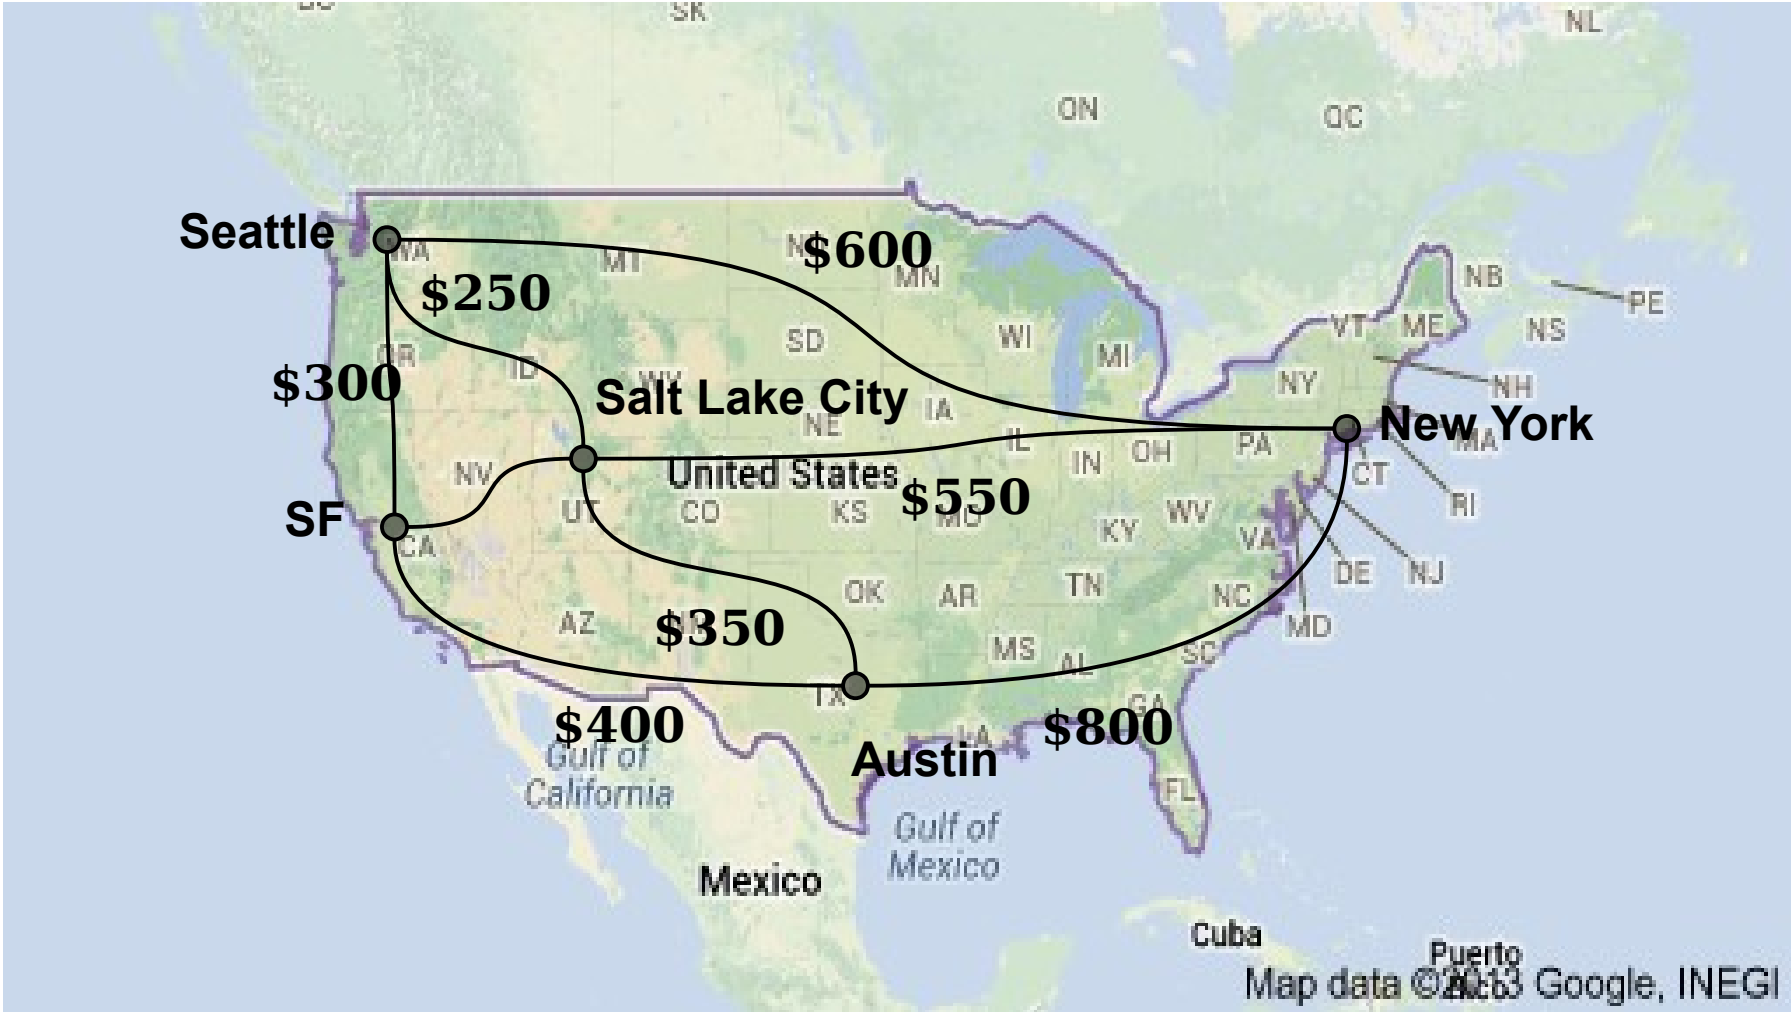 SK
NL
ON
QC
Seattle
WA
MT
$600
MN
NB
PE
$250
VT
ME
NS
SD
WI
MI
OR
ID
$300
NY
NH
WY
Salt Lake City
NE
IA
New York
MA
IL
OH
PA
NV
United States
IN
CT
$550
RI
SF
UT
CO
KS
MO
KY
WV
CA
VA
DE
NJ
OK
AR
TN
NC
AZ
$350
MD
MS
AL
SC
TX
GA
$400
$800
LA
Gulf of
California
Austin
FL
Gulf of
Mexico
Mexico
Cuba
Puerto
Rico
Map data ©2013 Google, INEGI